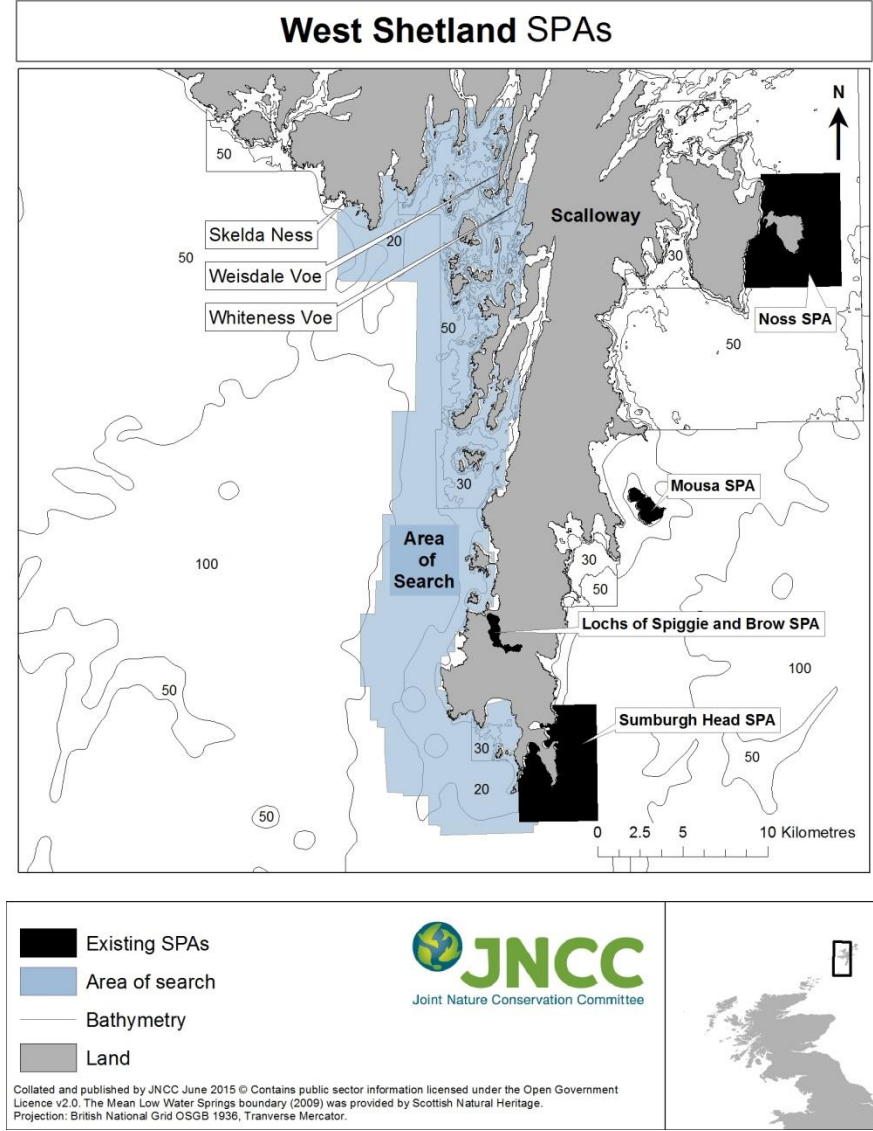 West Shetland SPAs
N
50
Scalloway
Skelda Ness
20
50
30
Weisdale Voe
Whiteness Voe
Noss SPA
50
50
30
Mousa SPA
Area
of
Search
100
30
50
Lochs of Spiggie and Brow SPA
100
50
Sumburgh Head SPA
30
50
20
50
0 2.5 5 10 Kilometres
Existing SPAs
Area of search
Bathymetry
Land
JNCC
Joint Nature Conservation Committee
Collated and published by JNCC June 2015 © Contains public sector information licensed under the Open Government
Licence v2.0. The Mean Low Water Springs boundary (2009) was provided by Scottish Natural Heritage.
Projection: British National Grid OSGB 1936, Tranverse Mercator.